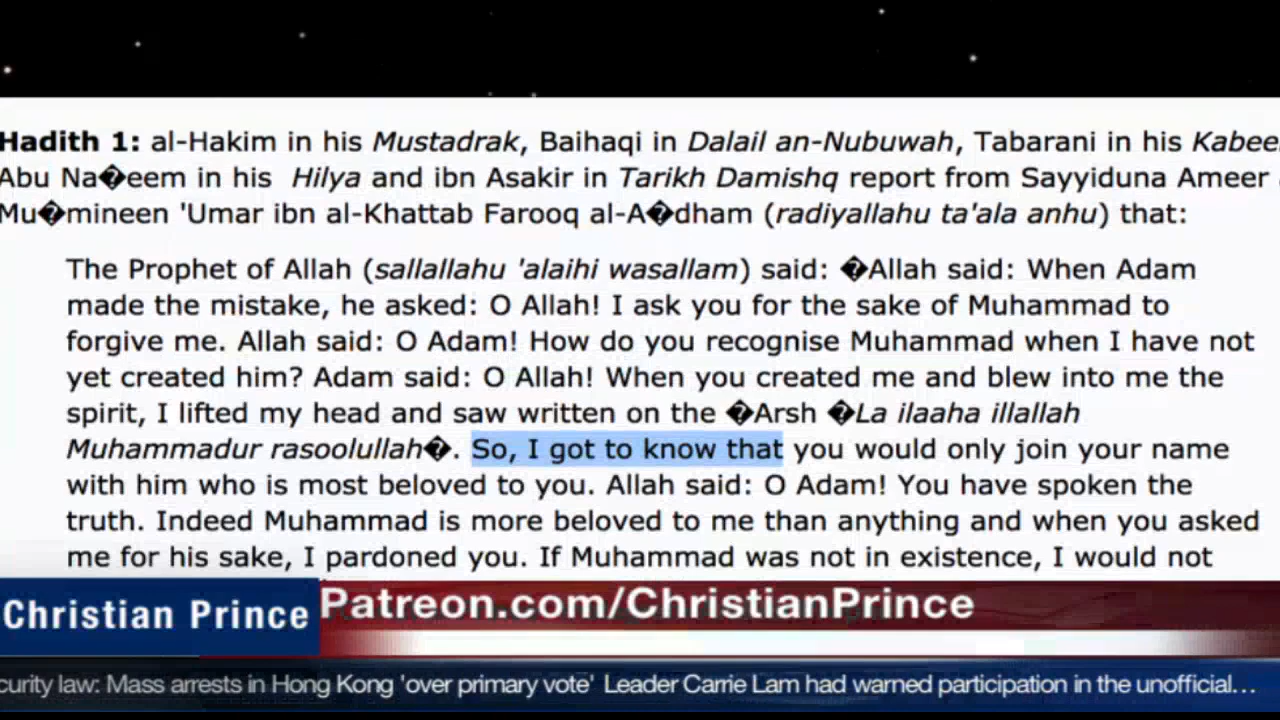 Hadith 1: al-Hakim in his Mustadrak, Baihaqi in Dalail an-Nubuwah, Tabarani in his Kabee
Abu Na�eem in his Hilya and ibn Asakir in Tarikh Damishq report from Sayyiduna Ameer
Mu�mineen 'Umar ibn al-Khattab Farooq al-A�dham (radiyallahu ta'ala anhu) that:
The Prophet of Allah (sallallahu 'alaihi wasallam) said: �Allah said: When Adam
made the mistake, he asked: O Allah! I ask you for the sake of Muhammad to
forgive me. Allah said: O Adam! How do you recognise Muhammad when I have not
yet created him? Adam said: O Allah! When you created me and blew into me the
spirit, I lifted my head and saw written on the �Arsh �La ilaaha illallah
Muhammadur rasoolullah�. So, I got to know that you would only join your name
with him who is most beloved to you. Allah said: O Adam! You have spoken the
truth. Indeed Muhammad is more beloved to me than anything and when you asked
me for his sake, I pardoned you. If Muhammad was not in existence, I would not
Christian Prince
Patreon.com/ChristianPrince
curity law: Mass arrests in Hong Kong 'over primary vote' Leader Carrie Lam had warned participation in the unofficial...